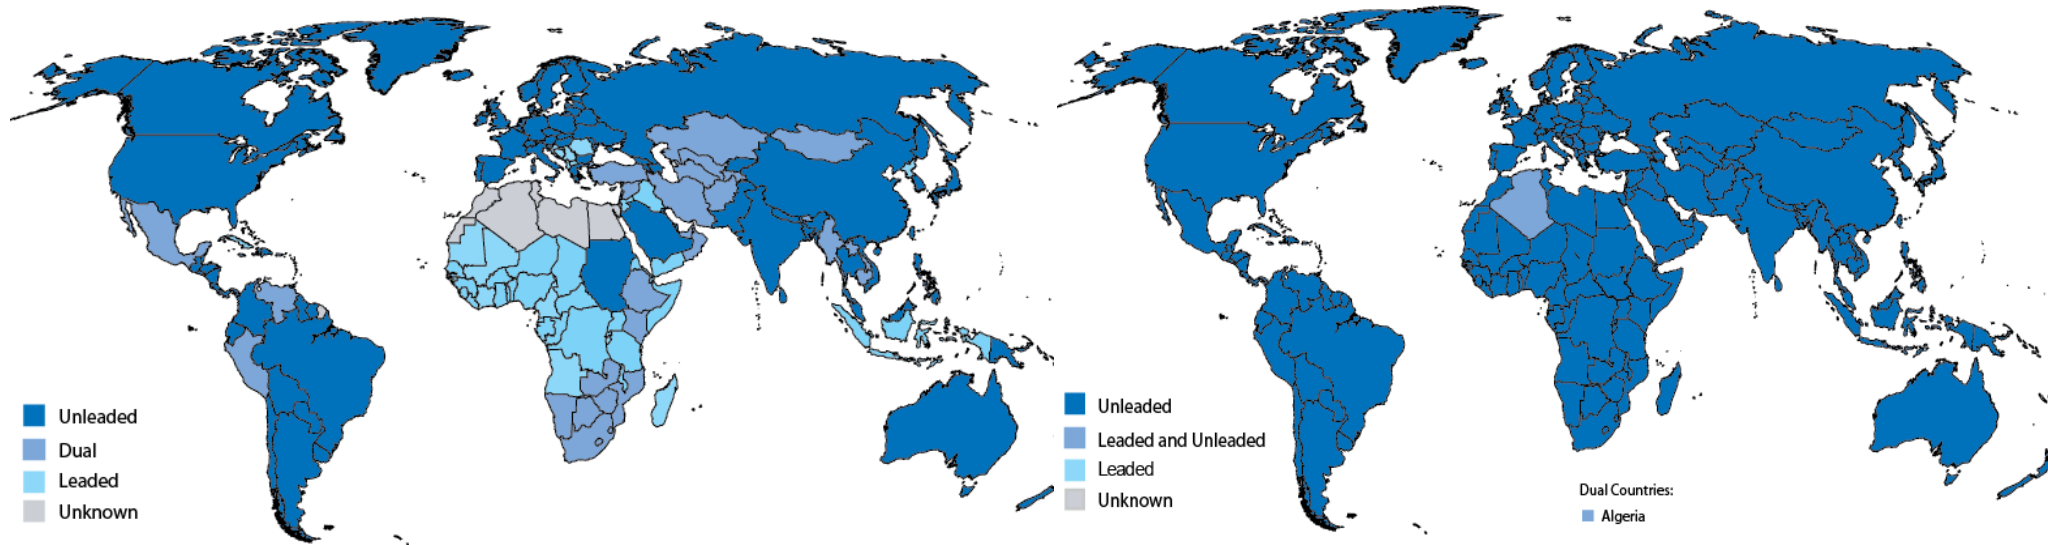 Unleaded
Dual
Leaded
Unknown
Unleaded
Leaded and Unleaded
Leaded
Unknown
Dual Countries:
Algeria